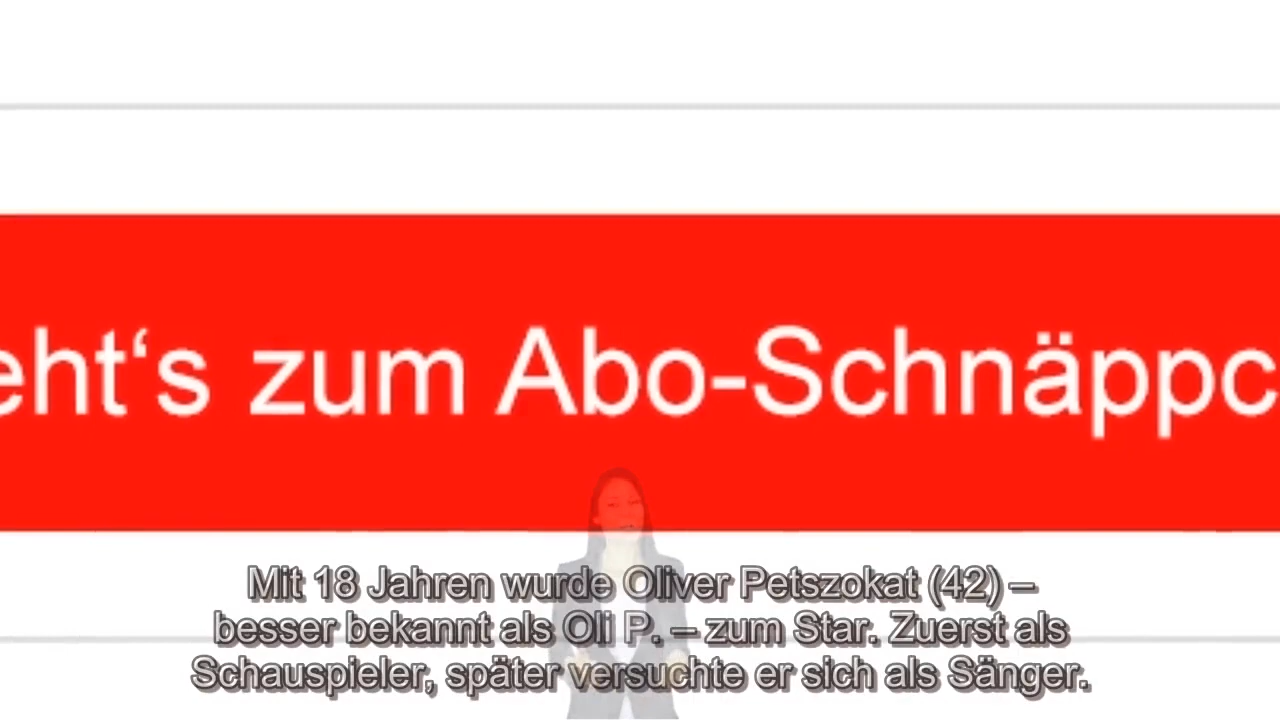 eht‘s zum Abo-Schnäppc
Mit 18 Jahren wurde Oliver Petszokat (42) –
besser bekannt als Oli P. – zum Star. Zuerst als
Schauspieler, später versuchte er sich als Sänger.